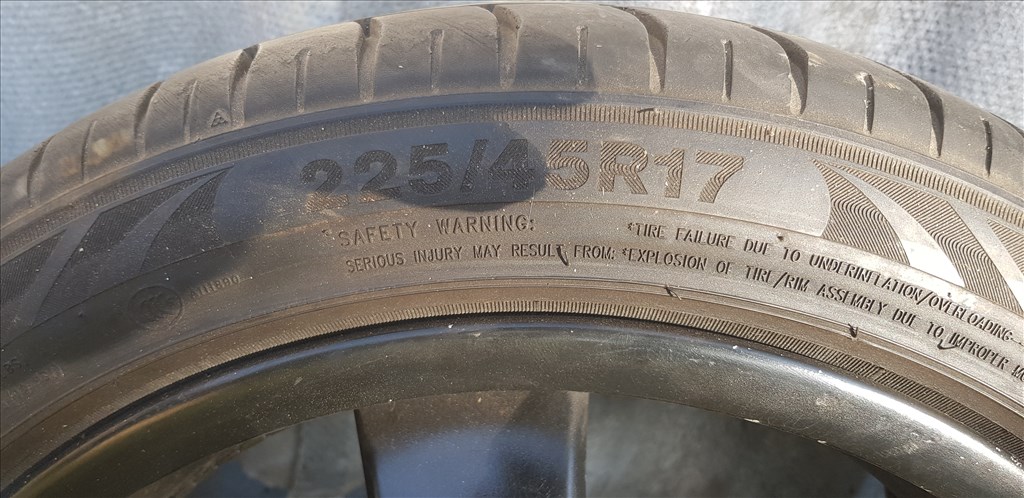 A
225/45R17
SAFETY WARNING:
SERIOUS INJURY MAY RESULT FROM:
*TIRE FAILURE DUE TO UNDERINFLATION/OVERLOADING--
*EXPLOSION OF TIRE/RIM ASSEMBLY DUE TO IMPROPER